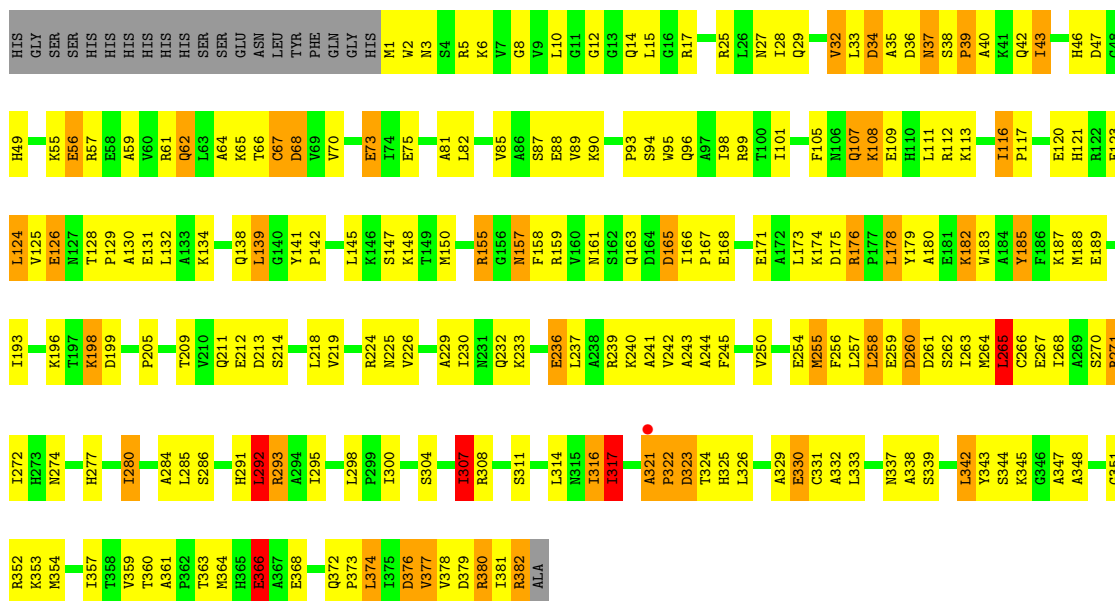 HIS GLY SER SER HIS HIS HIS HIS HIS HIS SER SER GLU ASN LEU TYR PHE GLN GLY HIS M1 W2 N3 S4 R5 K6 V7 G8 V9 L10 G11 G12 G13 Q14 L15 G16 R17 R25 L26 N27 I28 Q29 V32 L33 D34 A35 D36 N37 S38 P39 A40 K41 Q42 I43 H46 D47 G48
H49 K55 E56 R57 E58 A59 V60 R61 Q62 L63 A64 K65 T66 C67 D68 V69 V70 E73 I74 E75 A81 L82 V85 A86 S87 E88 V89 K90 P93 S94 W95 Q96 A97 I98 R99 T100 I101 F105 N106 Q107 K108 E109 H110 L111 R112 K113 I116 P117 E120 H121 R122 E123
L124 V125 E126 N127 T128 P129 A130 E131 L132 A133 K134 Q138 L139 G140 Y141 P142 L145 K146 S147 K148 T149 M150 R155 G156 N157 F158 R159 V160 N161 S162 Q163 D164 D165 I166 P167 E168 E171 A172 L173 K174 D175 R176 P177 L178 Y179 A180 E181 K182 W183 A184 Y185 F186 K187 M188 E189
I193 K196 T197 K198 D199 P205 T209 V210 Q211 E212 D213 S214 L218 V219 R224 N225 V226 A229 I230 N231 Q232 K233 E236 L237 A238 R239 K240 A241 V242 A243 A244 F245 V250 E254 M255 F256 L257 L258 E259 D260 D261 S262 I263 M264 L265 C266 E267 I268 A269 S270 R271
I272 H273 N274 H277 I280 A284 L285 S286 H291 L292 R293 A294 I295 L298 P299 I300 S304 I307 R308 S311 L314 N315 I316 I317 A321 P322 D323 T324 H325 L326 A329 E330 C331 A332 L333 N337 A338 S339 L342 Y343 S344 K345 G346 A347 A348 G351
R352 K353 M354 I357 T358 V359 T360 A361 P362 T363 M364 H365 E366 A367 E368 Q372 P373 L374 I375 D376 V377 V378 D379 R380 I381 R382 ALA